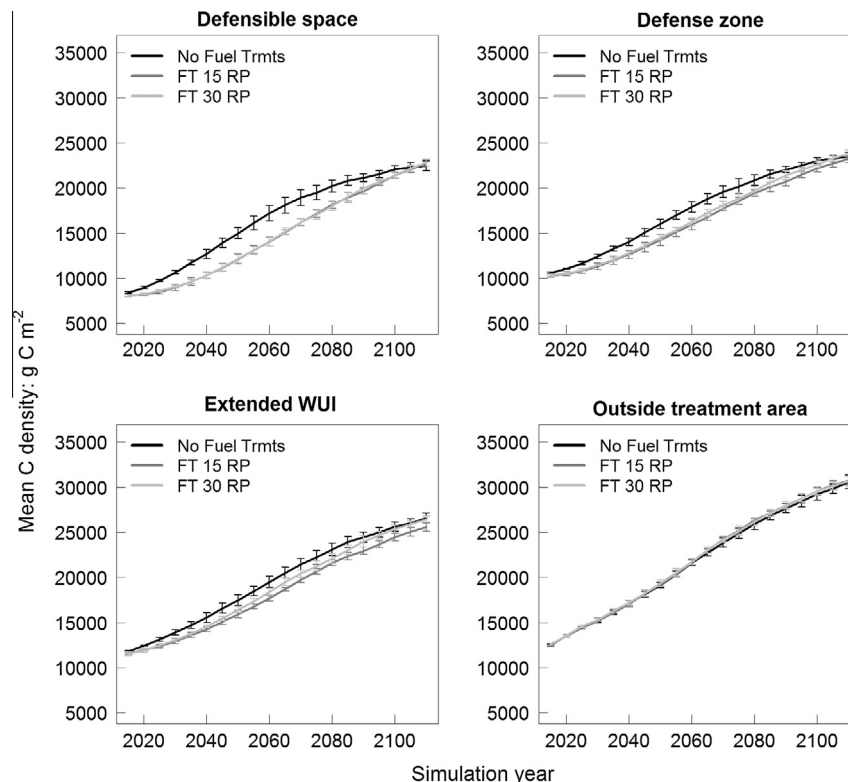 Defensible space
35000
30000
25000
20000
15000
10000
5000
No Fuel Trmts
FT 15 RP
FT 30 RP
2020 2040 2060 2080 2100
Defense zone
35000
30000
25000
20000
15000
10000
5000
No Fuel Trmts
FT 15 RP
FT 30 RP
2020 2040 2060 2080 2100
Extended WUI
35000
30000
25000
20000
15000
10000
5000
No Fuel Trmts
FT 15 RP
FT 30 RP
2020 2040 2060 2080 2100
Outside treatment area
35000
30000
25000
20000
15000
10000
5000
No Fuel Trmts
FT 15 RP
FT 30 RP
2020 2040 2060 2080 2100
Mean C density: g C m⁻²
Simulation year